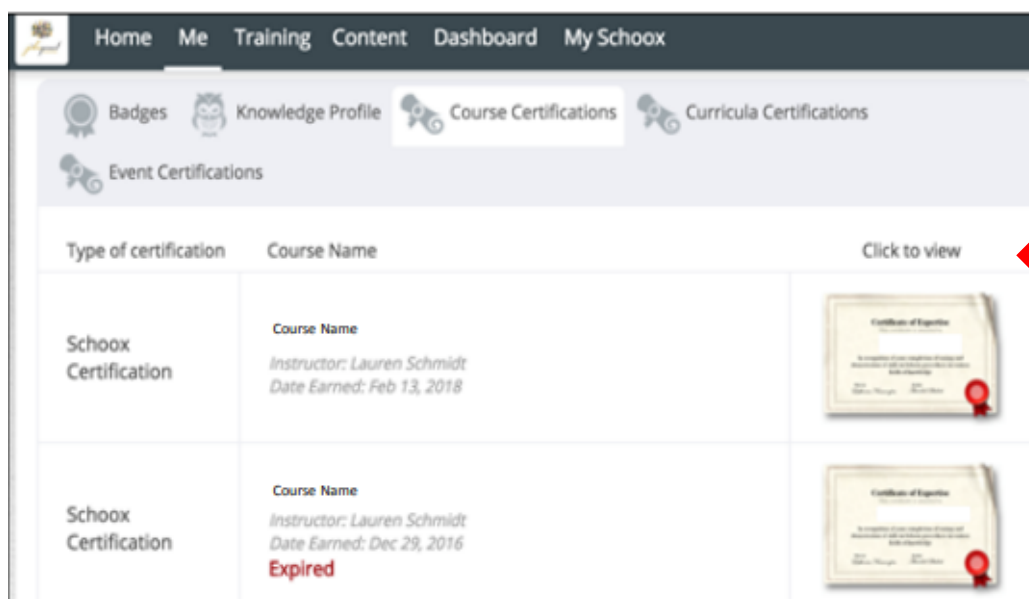 Home Me Training Content Dashboard My Schoox
Badges Knowledge Profile Course Certifications Curricula Certifications
Event Certifications
Type of certification Course Name Click to view
Schoox
Certification
Course Name
Instructor: Lauren Schmidt
Date Earned: Feb 13, 2018
Certificate of Expertise
Schoox
Certification
Course Name
Instructor: Lauren Schmidt
Date Earned: Dec 29, 2016
Expired
Certificate of Expertise